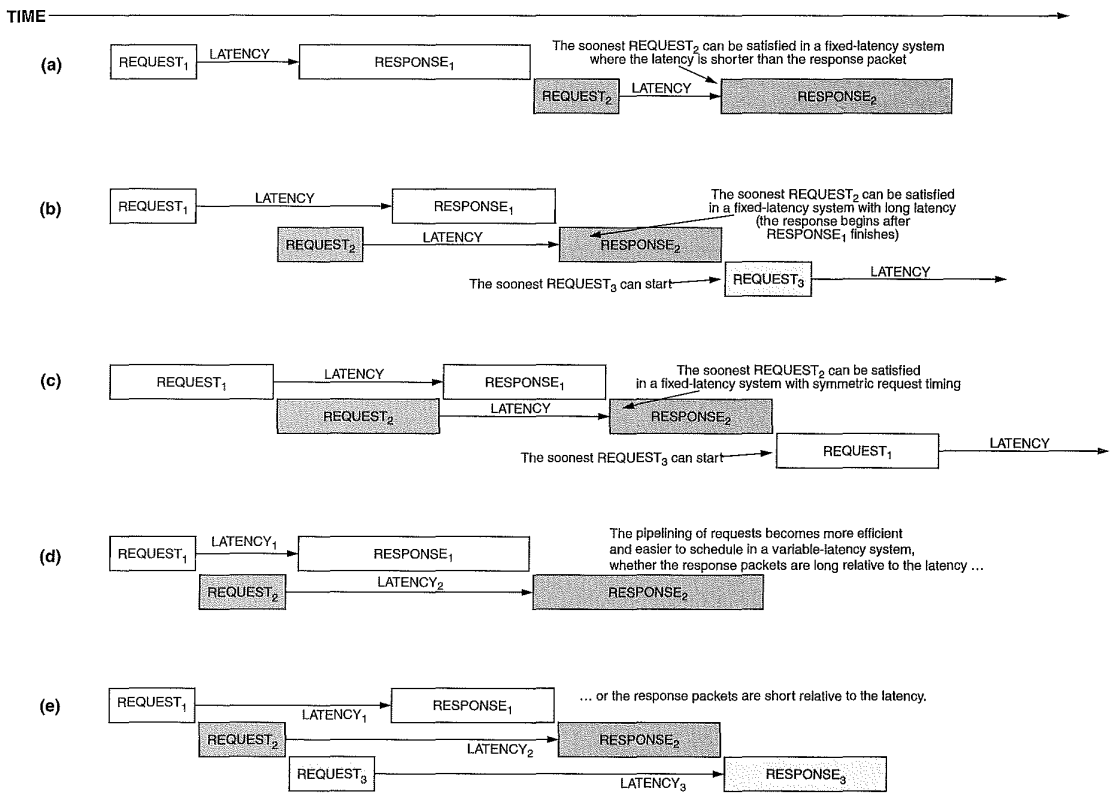 TIME
(a)
REQUEST₁
LATENCY
RESPONSE₁
The soonest REQUEST₂ can be satisfied in a fixed-latency system
where the latency is shorter than the response packet
REQUEST₂
LATENCY
RESPONSE₂
(b)
REQUEST₁
LATENCY
RESPONSE₁
The soonest REQUEST₂ can be satisfied
in a fixed-latency system with long latency
(the response begins after
RESPONSE₁ finishes)
REQUEST₂
LATENCY
RESPONSE₂
The soonest REQUEST₃ can start
REQUEST₃
LATENCY
(c)
REQUEST₁
LATENCY
RESPONSE₁
The soonest REQUEST₂ can be satisfied
in a fixed-latency system with symmetric request timing
REQUEST₂
LATENCY
RESPONSE₂
The soonest REQUEST₃ can start
REQUEST₁
LATENCY
(d)
REQUEST₁
LATENCY₁
RESPONSE₁
The pipelining of requests becomes more efficient
and easier to schedule in a variable-latency system,
whether the response packets are long relative to the latency ...
REQUEST₂
LATENCY₂
RESPONSE₂
(e)
REQUEST₁
LATENCY₁
RESPONSE₁
... or the response packets are short relative to the latency.
REQUEST₂
LATENCY₂
RESPONSE₂
REQUEST₃
LATENCY₃
RESPONSE₃